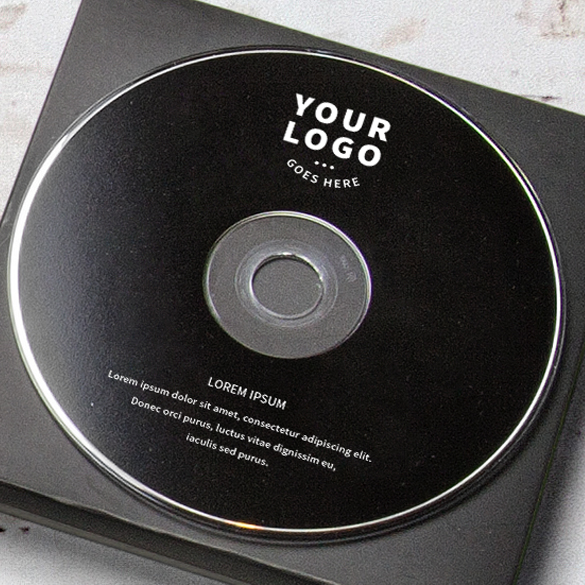 YOUR
LOGO
GOES HERE
LOREM IPSUM
Lorem ipsum dolor sit amet, consectetur adipiscing elit.
Donec orci purus, luctus vitae dignissim eu,
iaculis sed purus.